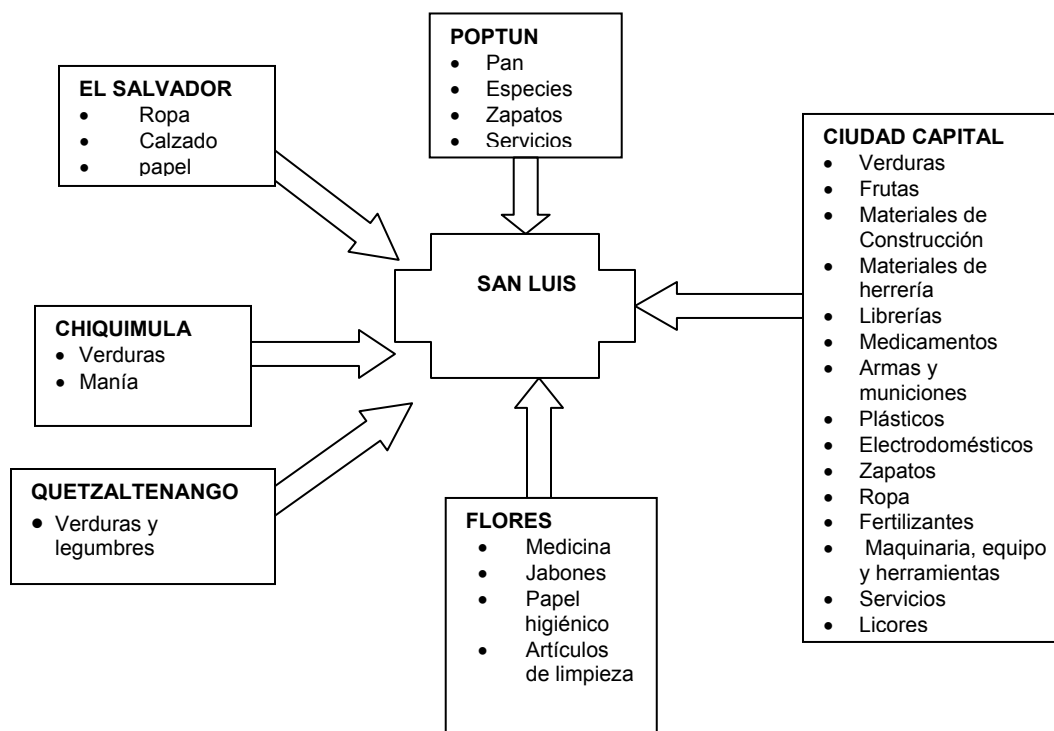 POPTUN
• Pan
• Especies
• Zapatos
• Servicios
EL SALVADOR
• Ropa
• Calzado
• papel
CIUDAD CAPITAL
• Verduras
• Frutas
• Materiales de
Construcción
• Materiales de
herrería
• Librerías
• Medicamentos
• Armas y
municiones
• Plásticos
• Electrodomésticos
• Zapatos
• Ropa
• Fertilizantes
• Maquinaria, equipo
y herramientas
• Servicios
• Licores
SAN LUIS
CHIQUIMULA
• Verduras
• Manía
QUETZALTENANGO
• Verduras y
legumbres
FLORES
• Medicina
• Jabones
• Papel
higiénico
• Artículos
de limpieza